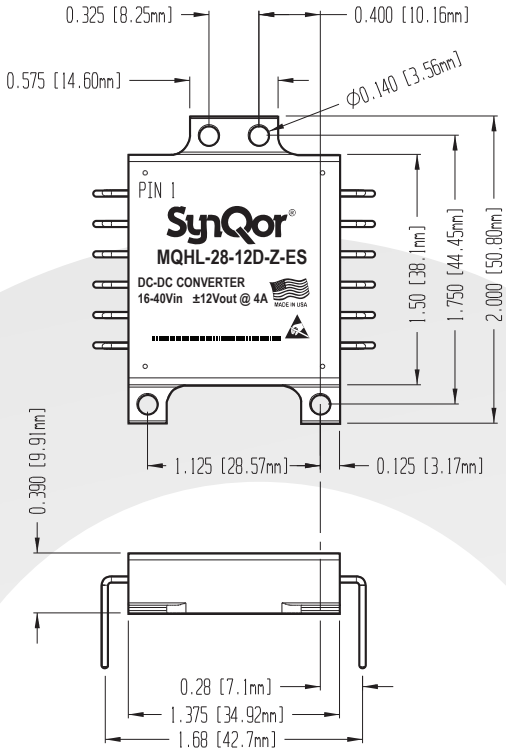 0.325 [8.25mm]
0.400 [10.16mm]
0.575 [14.60mm]
Ø0.140 [3.56mm]
PIN 1
SynQor®
MQHL-28-12D-Z-ES
DC-DC CONVERTER
16-40Vin ±12Vout @ 4A
MADE IN USA
1.50 [38.1mm]
1.750 [44.45mm]
2.000 [50.80mm]
1.125 [28.57mm]
0.125 [3.17mm]
0.390 [9.91mm]
0.28 [7.1mm]
1.375 [34.92mm]
1.68 [42.7mm]